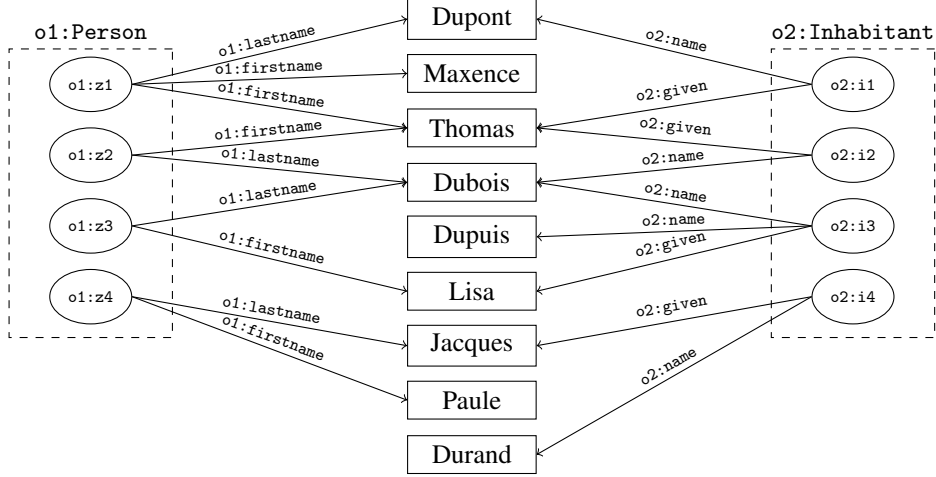 Dupont
o1:Person
o2:Inhabitant
o1:lastname
o2:name
o1:z1
o1:firstname
Maxence
o2:i1
o1:firstname
o2:given
Thomas
o1:firstname
o2:given
o1:z2
o1:lastname
o2:name
o2:i2
Dubois
o1:lastname
o2:name
o1:z3
Dupuis
o2:name
o2:i3
o1:firstname
o2:given
Lisa
o1:z4
o2:i4
o1:lastname
o2:given
o1:firstname
Jacques
o2:name
Paule
Durand